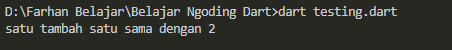 D:\Farhan Belajar\Belajar Ngoding Dart>dart testing.dart
satu tambah satu sama dengan 2